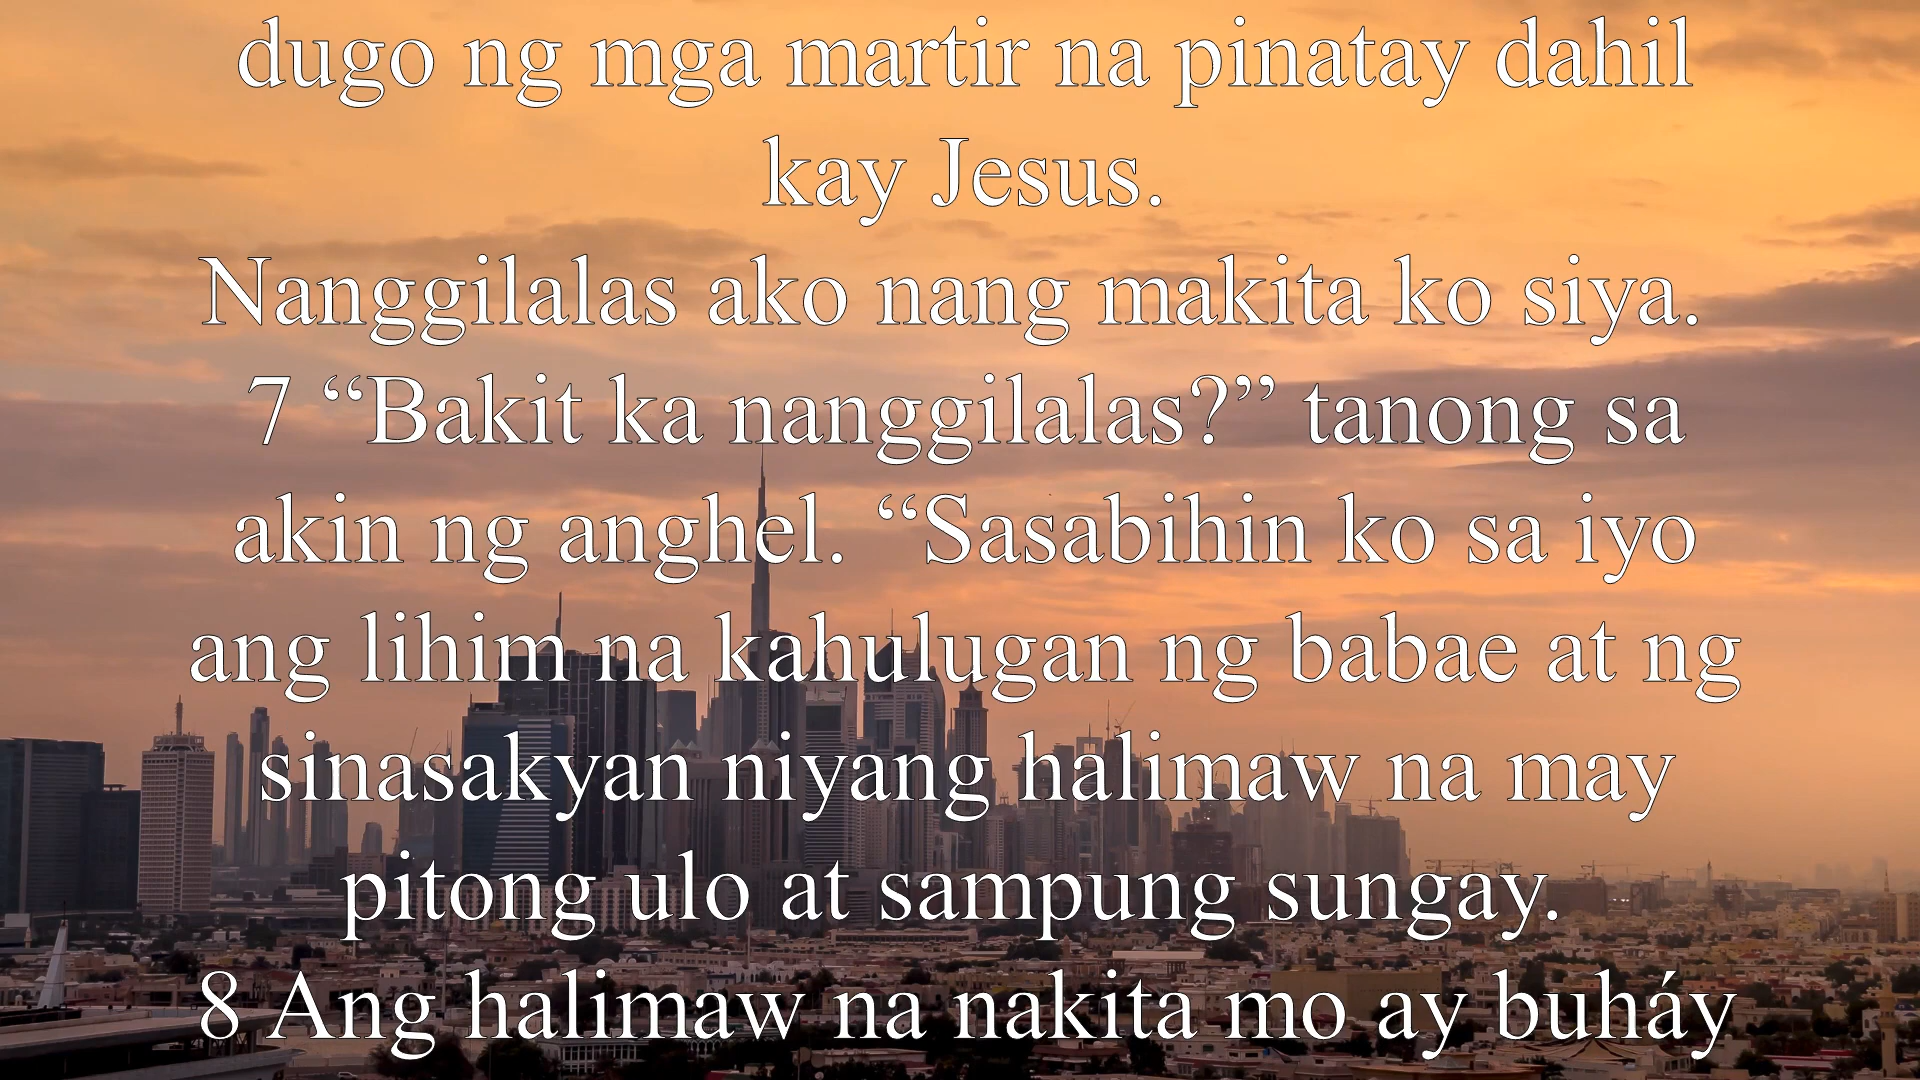 dugo ng mga martir na pinatay dahil
kay Jesus.
Nanggilalas ako nang makita ko siya.
7 “Bakit ka nanggilalas?” tanong sa
akin ng anghel. “Sasabihin ko sa iyo
ang lihim na kahulugan ng babae at ng
sinasakyan niyang halimaw na may
pitong ulo at sampung sungay.
8 Ang halimaw na nakita mo ay buháy